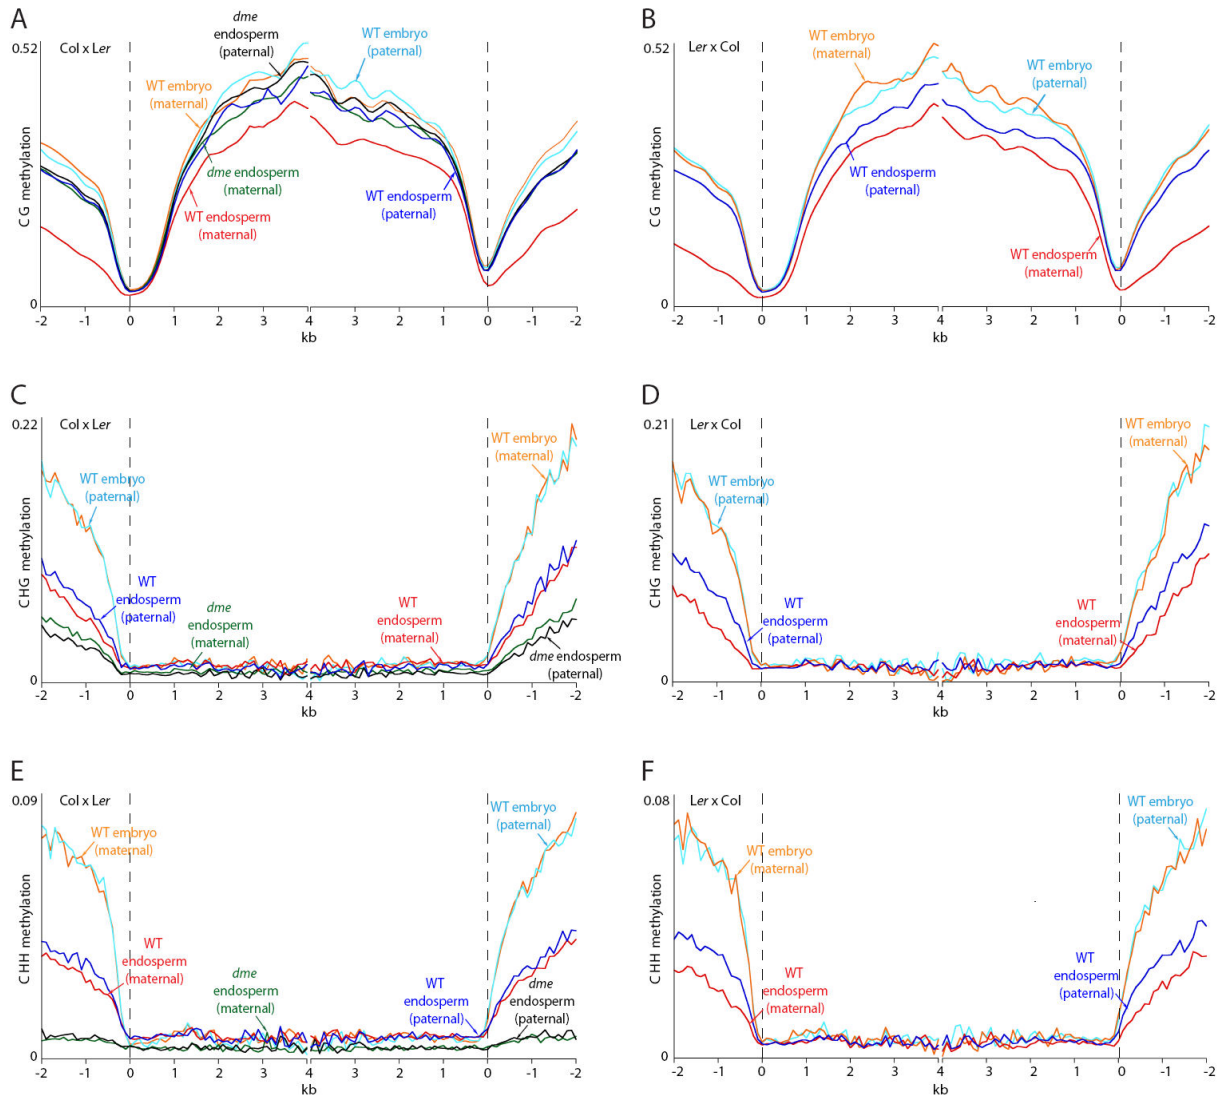 A
Col x Ler
dme
endosperm
(paternal)
WT embryo
(paternal)
WT embryo
(maternal)
dme endosperm
(maternal)
WT endosperm
(maternal)
WT endosperm
(paternal)
0.52
CG methylation
0
-2 -1 0 1 2 3 4 3 2 1 0 -1 -2
kb
B
Ler x Col
WT embryo
(maternal)
WT embryo
(paternal)
WT endosperm
(paternal)
WT endosperm
(maternal)
0.52
CG methylation
0
-2 -1 0 1 2 3 4 3 2 1 0 -1 -2
kb
C
Col x Ler
WT embryo
(maternal)
WT embryo
(paternal)
WT
endosperm
(paternal)
dme
endosperm
(maternal)
WT
endosperm
(maternal)
dme endosperm
(paternal)
0.22
CHG methylation
0
-2 -1 0 1 2 3 4 3 2 1 0 -1 -2
kb
D
Ler x Col
WT embryo
(maternal)
WT embryo
(paternal)
WT
endosperm
(paternal)
WT
endosperm
(maternal)
0.21
CHG methylation
0
-2 -1 0 1 2 3 4 3 2 1 0 -1 -2
kb
E
Col x Ler
WT embryo
(paternal)
WT embryo
(maternal)
WT
endosperm
(maternal)
dme
endosperm
(maternal)
WT
endosperm
(paternal)
dme
endosperm
(paternal)
0.09
CHH methylation
0
-2 -1 0 1 2 3 4 3 2 1 0 -1 -2
kb
F
Ler x Col
WT embryo
(paternal)
WT embryo
(maternal)
WT
endosperm
(maternal)
WT
endosperm
(paternal)
0.08
CHH methylation
0
-2 -1 0 1 2 3 4 3 2 1 0 -1 -2
kb